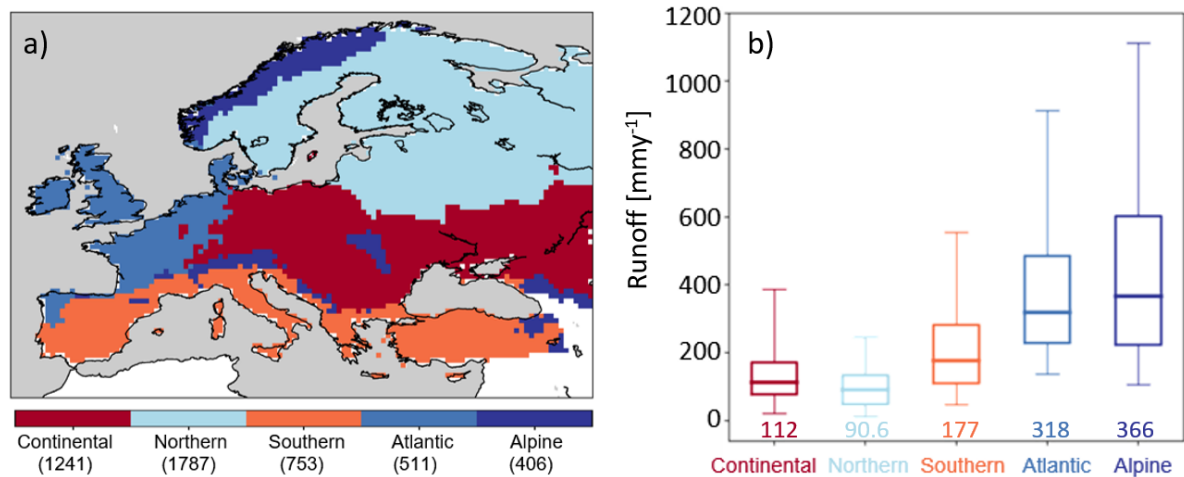 a)
Continental Northern Southern Atlantic Alpine
(1241) (1787) (753) (511) (406)
b)
Runoff [mmy⁻¹]
1200
1000
800
600
400
200
0
112 90.6 177 318 366
Continental Northern Southern Atlantic Alpine